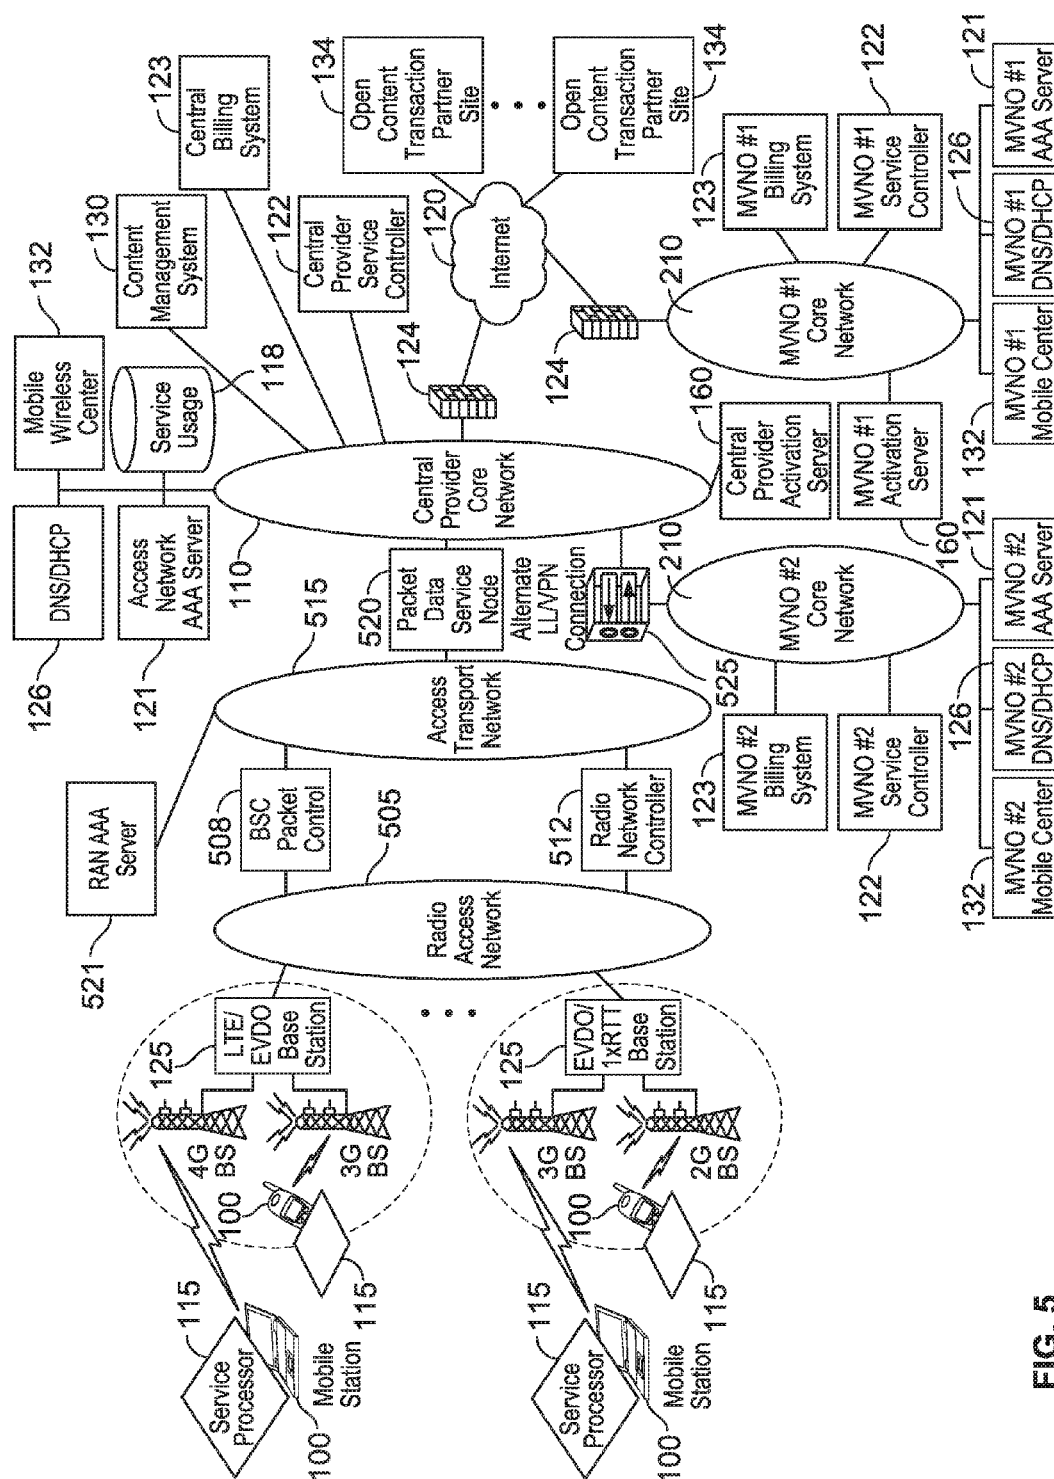 126
DNS/DHCP
Mobile
Wireless
Center
132
121
Access
Network
AAA Server
Service
Usage
118
130
Content
Management
System
123
Central
Billing
System
521
RAN AAA
Server
110
122
Central
Provider
Service
Controller
134
Open
Content
Transaction
Partner
Site
115
Service
Processor
100
Mobile
Station
100
115
4G
BS
3G
BS
125
LTE/
EVDO
Base
Station
505
Radio
Access
Network
508
BSC
Packet
Control
515
Access
Transport
Network
520
Packet
Data
Service
Node
Central
Provider
Core
Network
124
120
Internet
Open
Content
Transaction
Partner
Site
134
512
Radio
Network
Controller
Alternate
LL/VPN
Connection
525
124
160
Central
Provider
Activation
Server
115
Service
Processor
100
Mobile
Station
100
115
3G
BS
2G
BS
125
EVDO/
1xRTT
Base
Station
123
MVNO #2
Billing
System
210
MVNO #2
Core
Network
122
MVNO #2
Service
Controller
160
MVNO #1
Activation
Server
210
MVNO #1
Core
Network
123
MVNO #1
Billing
System
MVNO #1
Service
Controller
122
132
MVNO #2
Mobile Center
126
MVNO #2
DNS/DHCP
121
MVNO #2
AAA Server
132
MVNO #1
Mobile Center
126
MVNO #1
DNS/DHCP
121
MVNO #1
AAA Server
FIG. 5